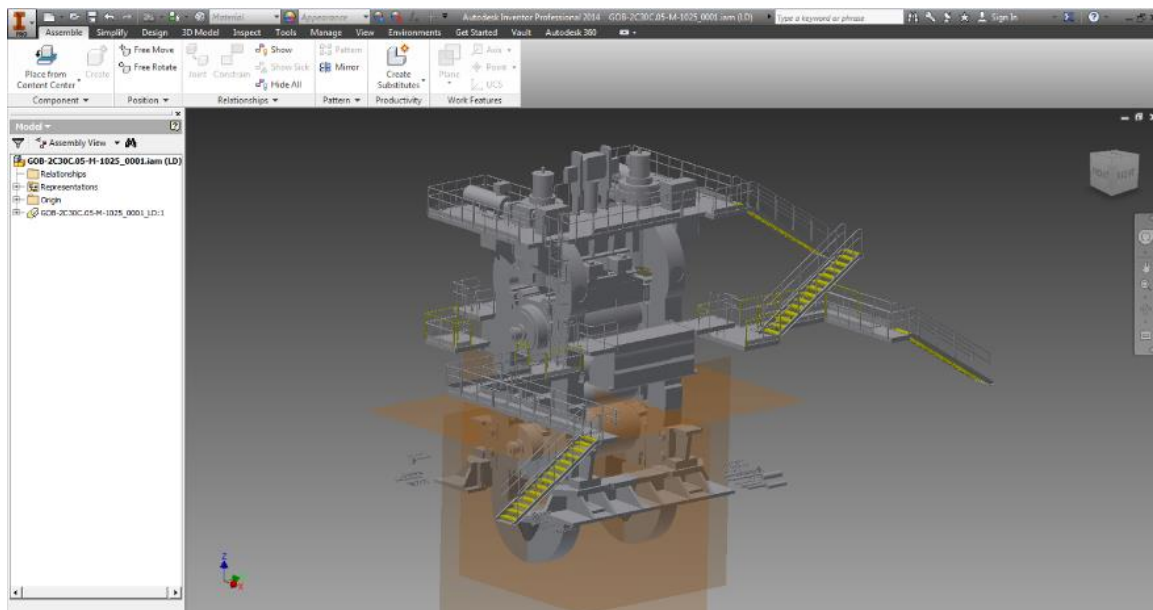 Material
Appearance
Autodesk Inventor Professional 2014 GOB-2C30C.05-M-1025_0001.iam (LD)
Type a keyword or phrase
Sign In
PRO
Assemble Simplify Design 3D Model Inspect Tools Manage View Environments Get Started Vault Autodesk 360
Free Move Show Pattern Axis
Free Rotate Show Sick Mirror Point
Place from Content Center Create Joint Constrain Hide All Create Substitutes Plane UCS
Component Position Relationships Pattern Productivity Work Features
Model
Assembly View
GOB-2C30C.05-M-1025_0001.iam (LD)
Relationships
Representations
Origin
GOB-2C30C.05-M-1025_0001_LD:1
Z
X